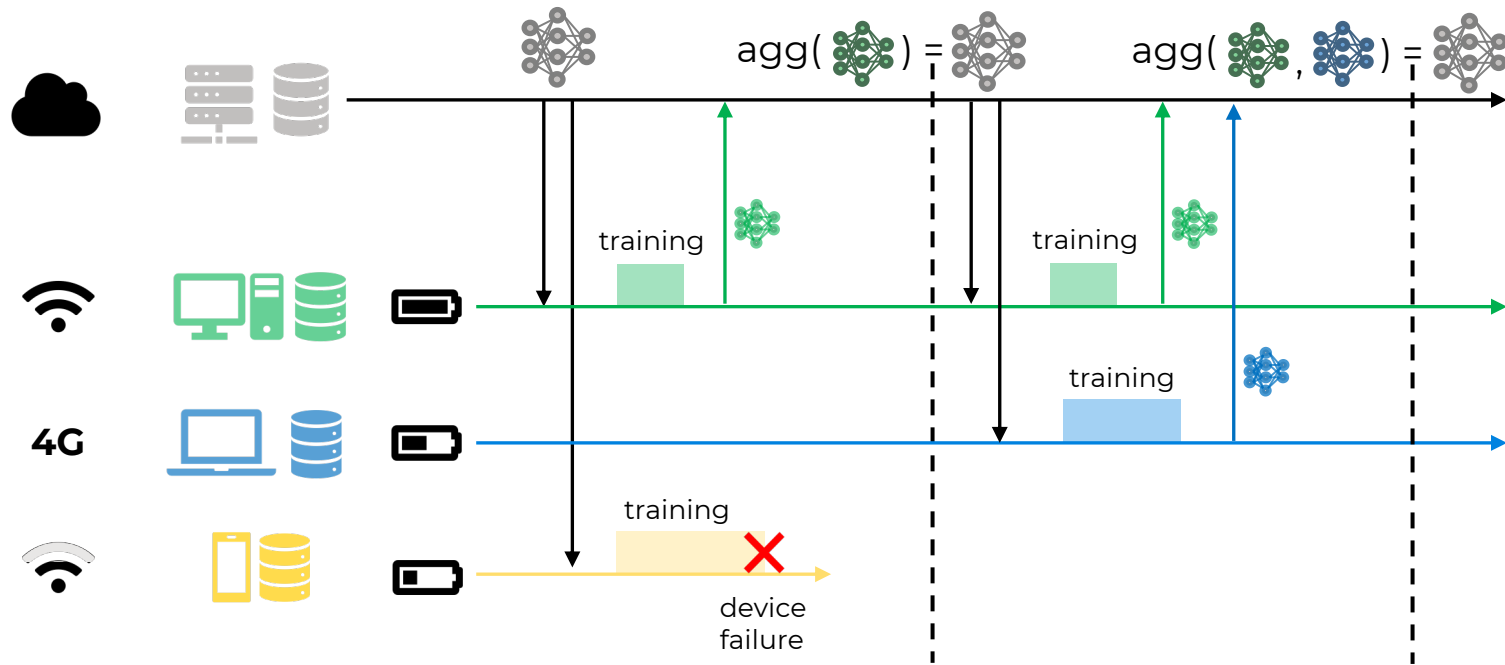 agg( ) =
agg( , ) =
training
training
training
4G
training
device
failure